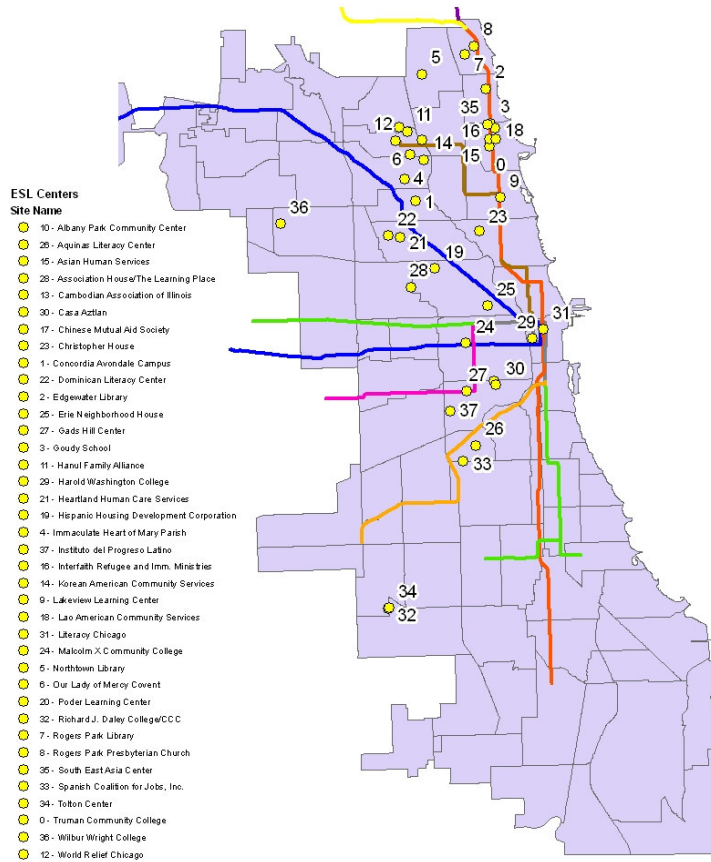 ESL Centers
Site Name
10 - Albany Park Community Center
26 - Aquinas Literacy Center
15 - Asian Human Services
28 - Association House/The Learning Place
13 - Cambodian Association of Illinois
30 - Casa Aztlan
17 - Chinese Mutual Aid Society
23 - Christopher House
1 - Concordia Avondale Campus
22 - Dominican Literacy Center
2 - Edgewater Library
25 - Erie Neighborhood House
27 - Gads Hill Center
3 - Goudy School
11 - Hanul Family Alliance
29 - Harold Washington College
21 - Heartland Human Care Services
19 - Hispanic Housing Development Corporation
4 - Immaculate Heart of Mary Parish
37 - Instituto del Progreso Latino
16 - Interfaith Refugee and Imm. Ministries
14 - Korean American Community Services
9 - Lakeview Learning Center
18 - Lao American Community Services
31 - Literacy Chicago
24 - Malcolm X Community College
5 - Northtown Library
6 - Our Lady of Mercy Covent
20 - Poder Learning Center
32 - Richard J. Daley College/CCC
7 - Rogers Park Library
8 - Rogers Park Presbyterian Church
35 - South East Asia Center
33 - Spanish Coalition for Jobs, Inc.
34 - Tolton Center
0 - Truman Community College
36 - Wilbur Wright College
12 - World Relief Chicago
8
5
7
2
35
3
12
11
16
18
14
15
6
0
4
9
1
36
22
23
21
19
28
25
24
29
31
27
30
37
26
33
34
32